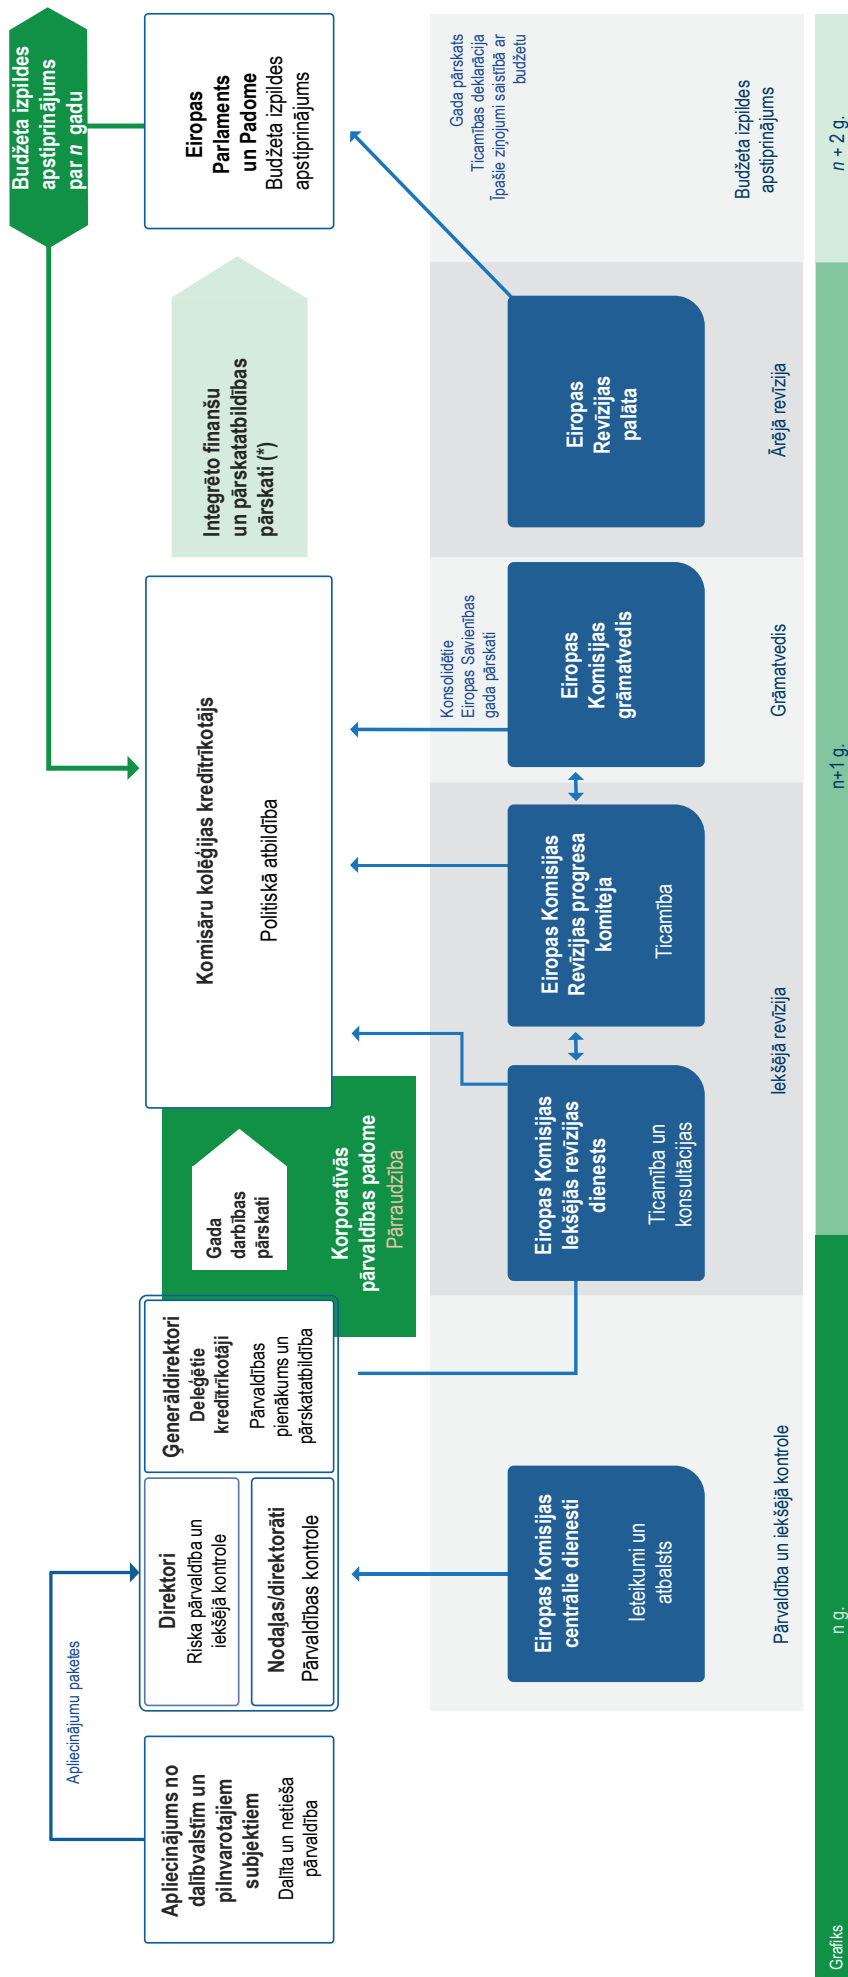 Budžeta izpildes
apstiprinājums
par n gadu
Apliecinājumu paketes
Apliecinājums no
dalībvalstīm un
pilnvarotajiem
subjektiem
Dalīta un netieša
pārvaldība
Direktori
Riska pārvaldība un
iekšējā kontrole
Nodaļas/direktorāti
Pārvaldības kontrole
Ģenerāldirektori
Deleģētie
kredītrīkotāji
Pārvaldības
pienākums un
pārskatatbildība
Gada
darbības
pārskati
Korporatīvās
pārvaldības padome
Pārraudzība
Komisāru kolēģijas kredītrīkotājs
Politiskā atbildība
Integrēto finanšu
un pārskatatbildības
pārskati (*)
Eiropas
Parlaments
un Padome
Budžeta izpildes
apstiprinājums
Eiropas Komisijas
centrālie dienesti
Ieteikumi un
atbalsts
Eiropas Komisijas
Iekšējās revīzijas
dienests
Ticamība un
konsultācijas
Eiropas Komisijas
Revīzijas progresa
komiteja
Ticamība
Konsolidētie
Eiropas Savienības
gada pārskati
Eiropas
Komisijas
grāmatvedis
Eiropas
Revīzijas
palāta
Gada pārskats
Ticamības deklarācija
Īpašie ziņojumi saistībā ar
budžetu
Pārvaldība un iekšējā kontrole
Iekšējā revīzija
Grāmatvedis
Ārējā revīzija
Budžeta izpildes
apstiprinājums
Grafiks
n g.
n+1 g.
n + 2 g.